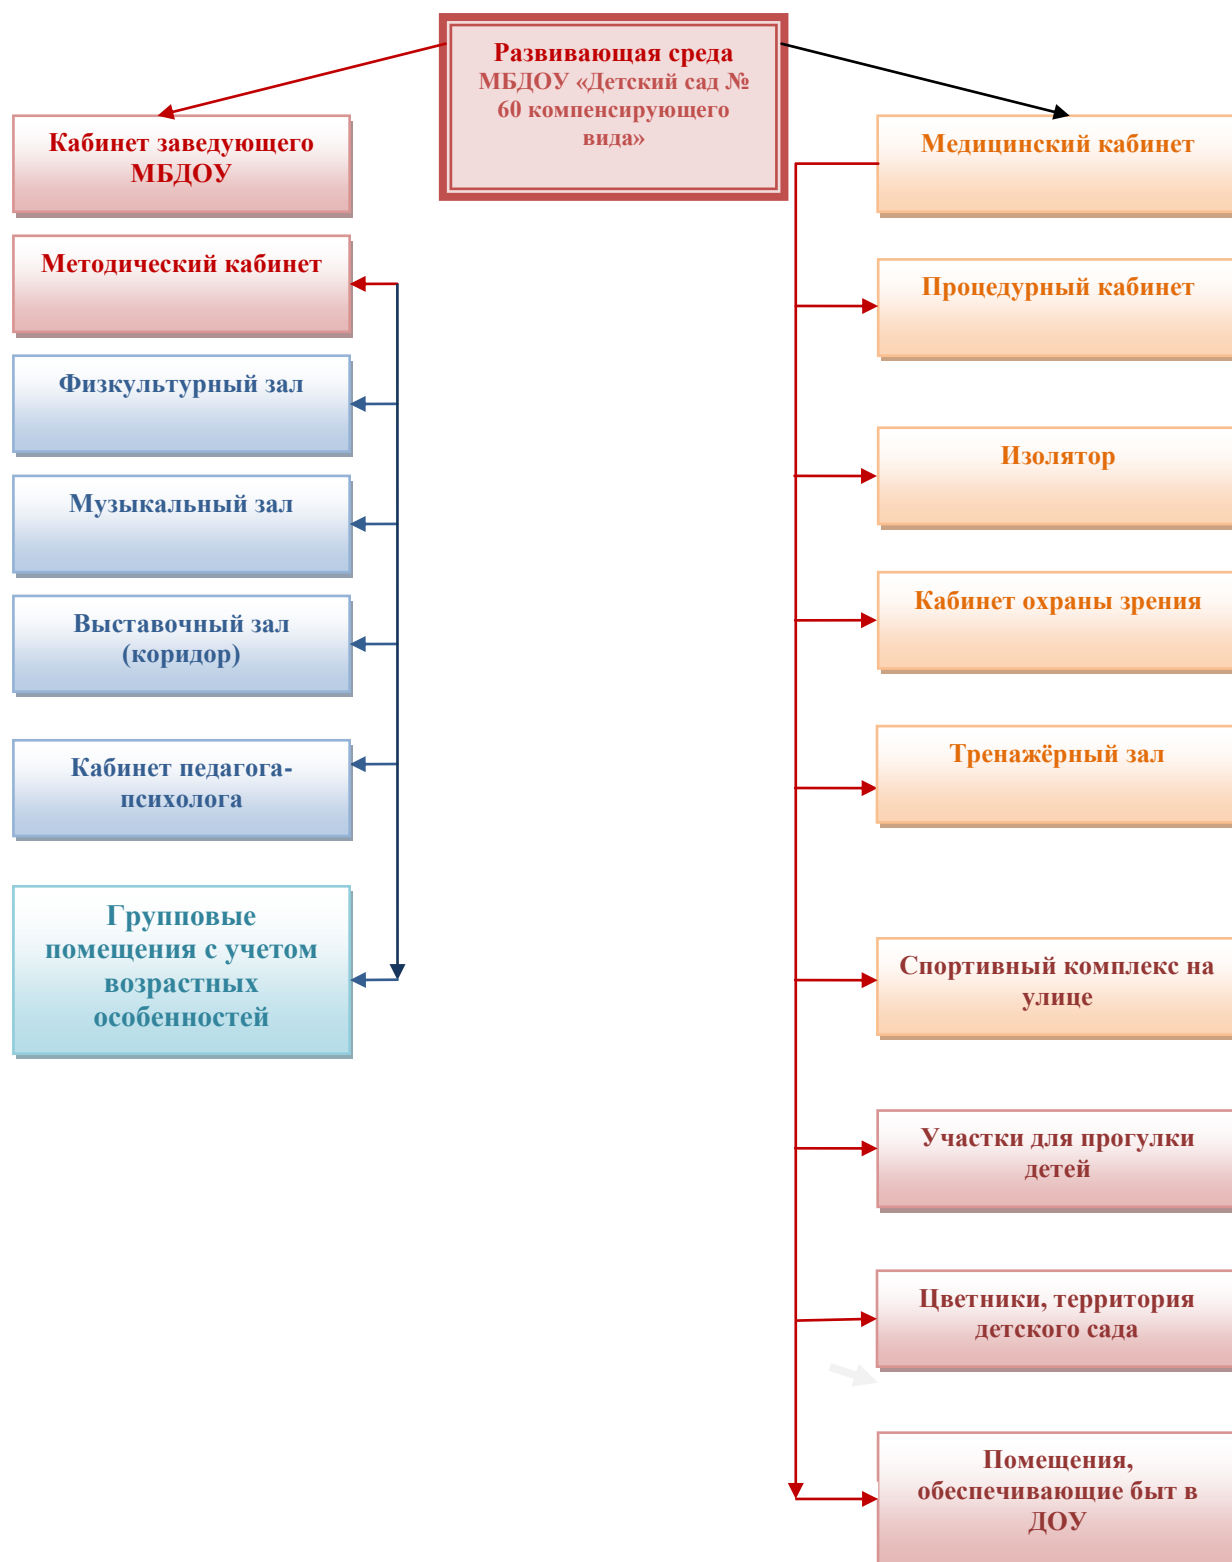 Развивающая среда
МБДОУ «Детский сад №
60 компенсирующего
вида»
Кабинет заведующего
МБДОУ
Методический кабинет
Физкультурный зал
Музыкальный зал
Выставочный зал
(коридор)
Кабинет педагога-
психолога
Групповые
помещения с учетом
возрастных
особенностей
Медицинский кабинет
Процедурный кабинет
Изолятор
Кабинет охраны зрения
Тренажёрный зал
Спортивный комплекс на
улице
Участки для прогулки
детей
Цветники, территория
детского сада
Помещения,
обеспечивающие быт в
ДОУ